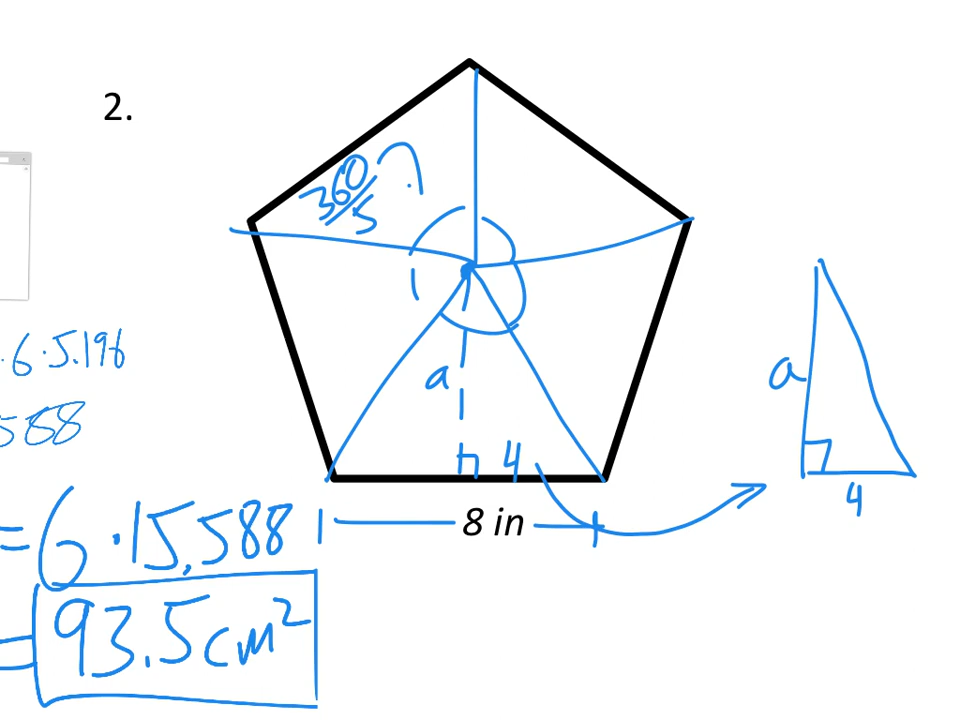 2.
360/5 ?
.6.5.196
588
a
4
a
4
8 in
=6.15.588
=93.5cm²